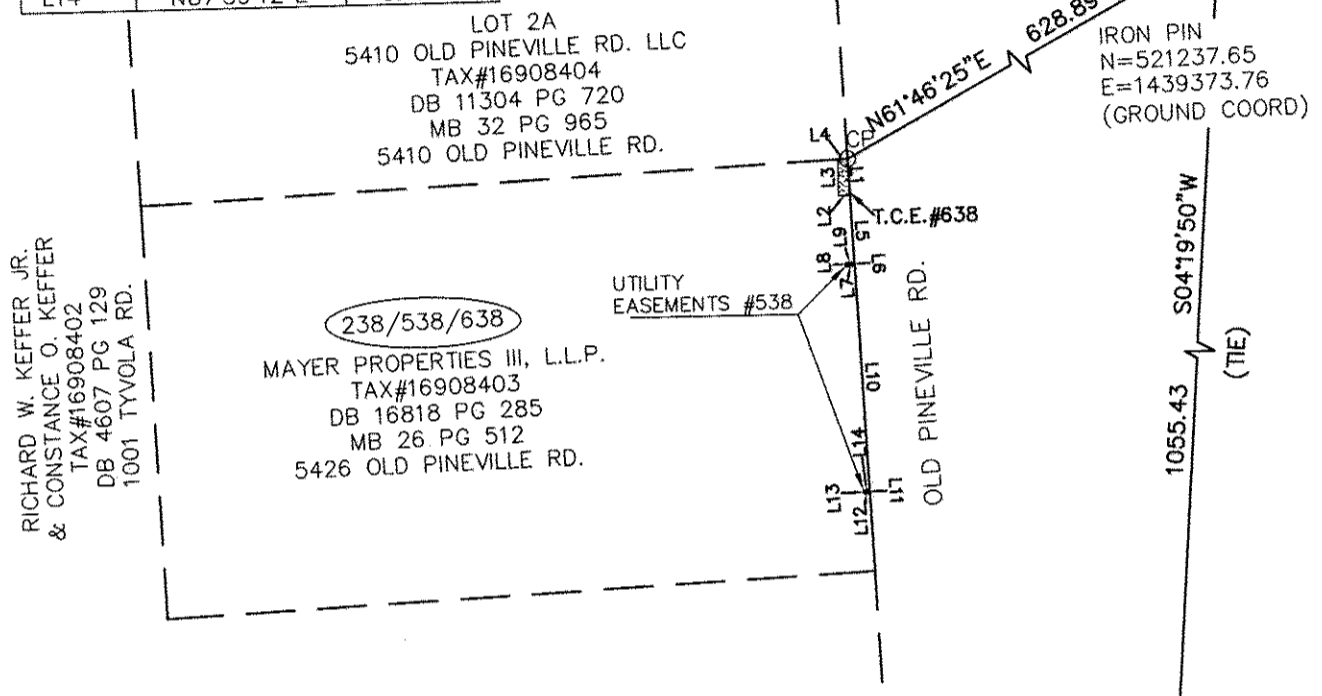 L14 N87°55'12"E
LOT 2A
5410 OLD PINEVILLE RD. LLC
TAX#16908404
DB 11304 PG 720
MB 32 PG 965
5410 OLD PINEVILLE RD.
628.89
N61°46'25"E
IRON PIN
N=521237.65
E=1439373.76
(GROUND COORD)
L4
CP
L3
L1
L2
T.C.E.#638
L5
L9
L8
L6
L7
UTILITY
EASEMENTS #538
OLD PINEVILLE RD.
S04°19'50"W
1055.43
(TIE)
RICHARD W. KEFFER JR.
& CONSTANCE O. KEFFER
TAX#16908402
DB 4607 PG 129
1001 TYVOLA RD.
238/538/638
MAYER PROPERTIES III, L.L.P.
TAX#16908403
DB 16818 PG 285
MB 26 PG 512
5426 OLD PINEVILLE RD.
L10
L14
L13
L11
L12